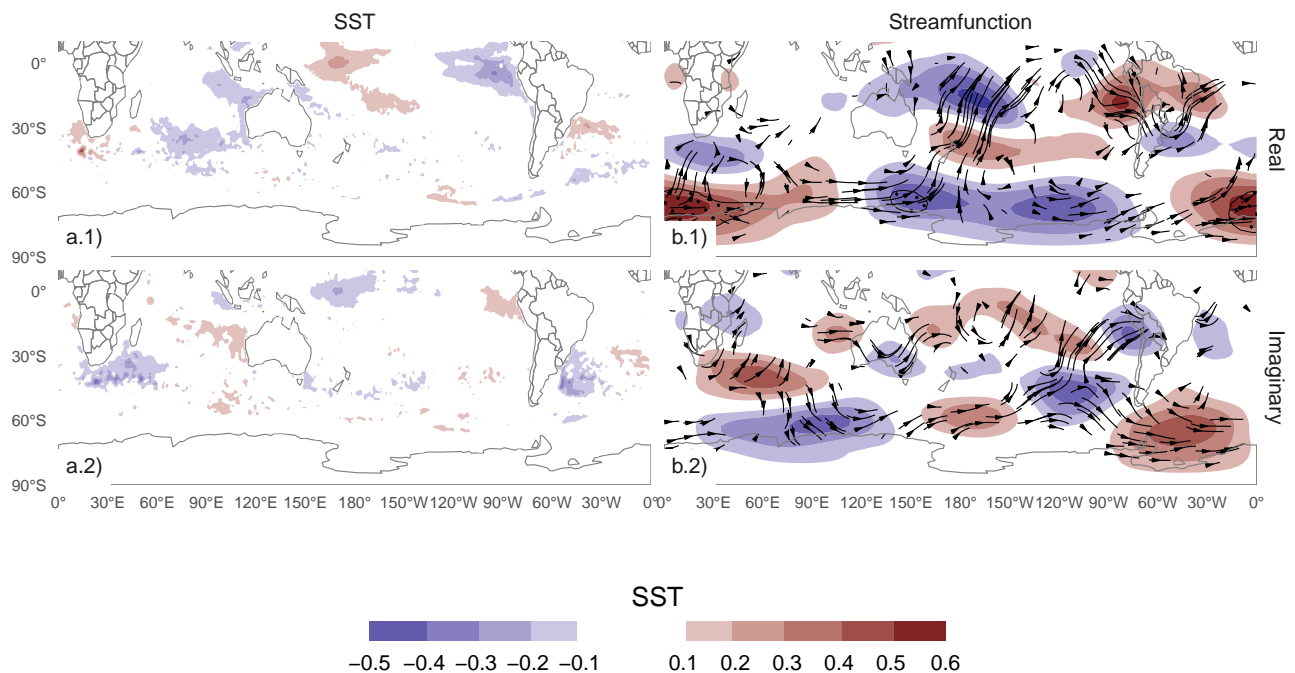 SST Streamfunction
0°
30°S
60°S
90°S
a.1) b.1)
Real
0°
30°S
60°S
90°S
a.2) b.2)
Imaginary
0° 30°E 60°E 90°E 120°E 150°E 180° 150°W 120°W 90°W 60°W 30°W 0° 30°E 60°E 90°E 120°E 150°E 180° 150°W 120°W 90°W 60°W 30°W 0°
SST
−0.5 −0.4 −0.3 −0.2 −0.1 0.1 0.2 0.3 0.4 0.5 0.6